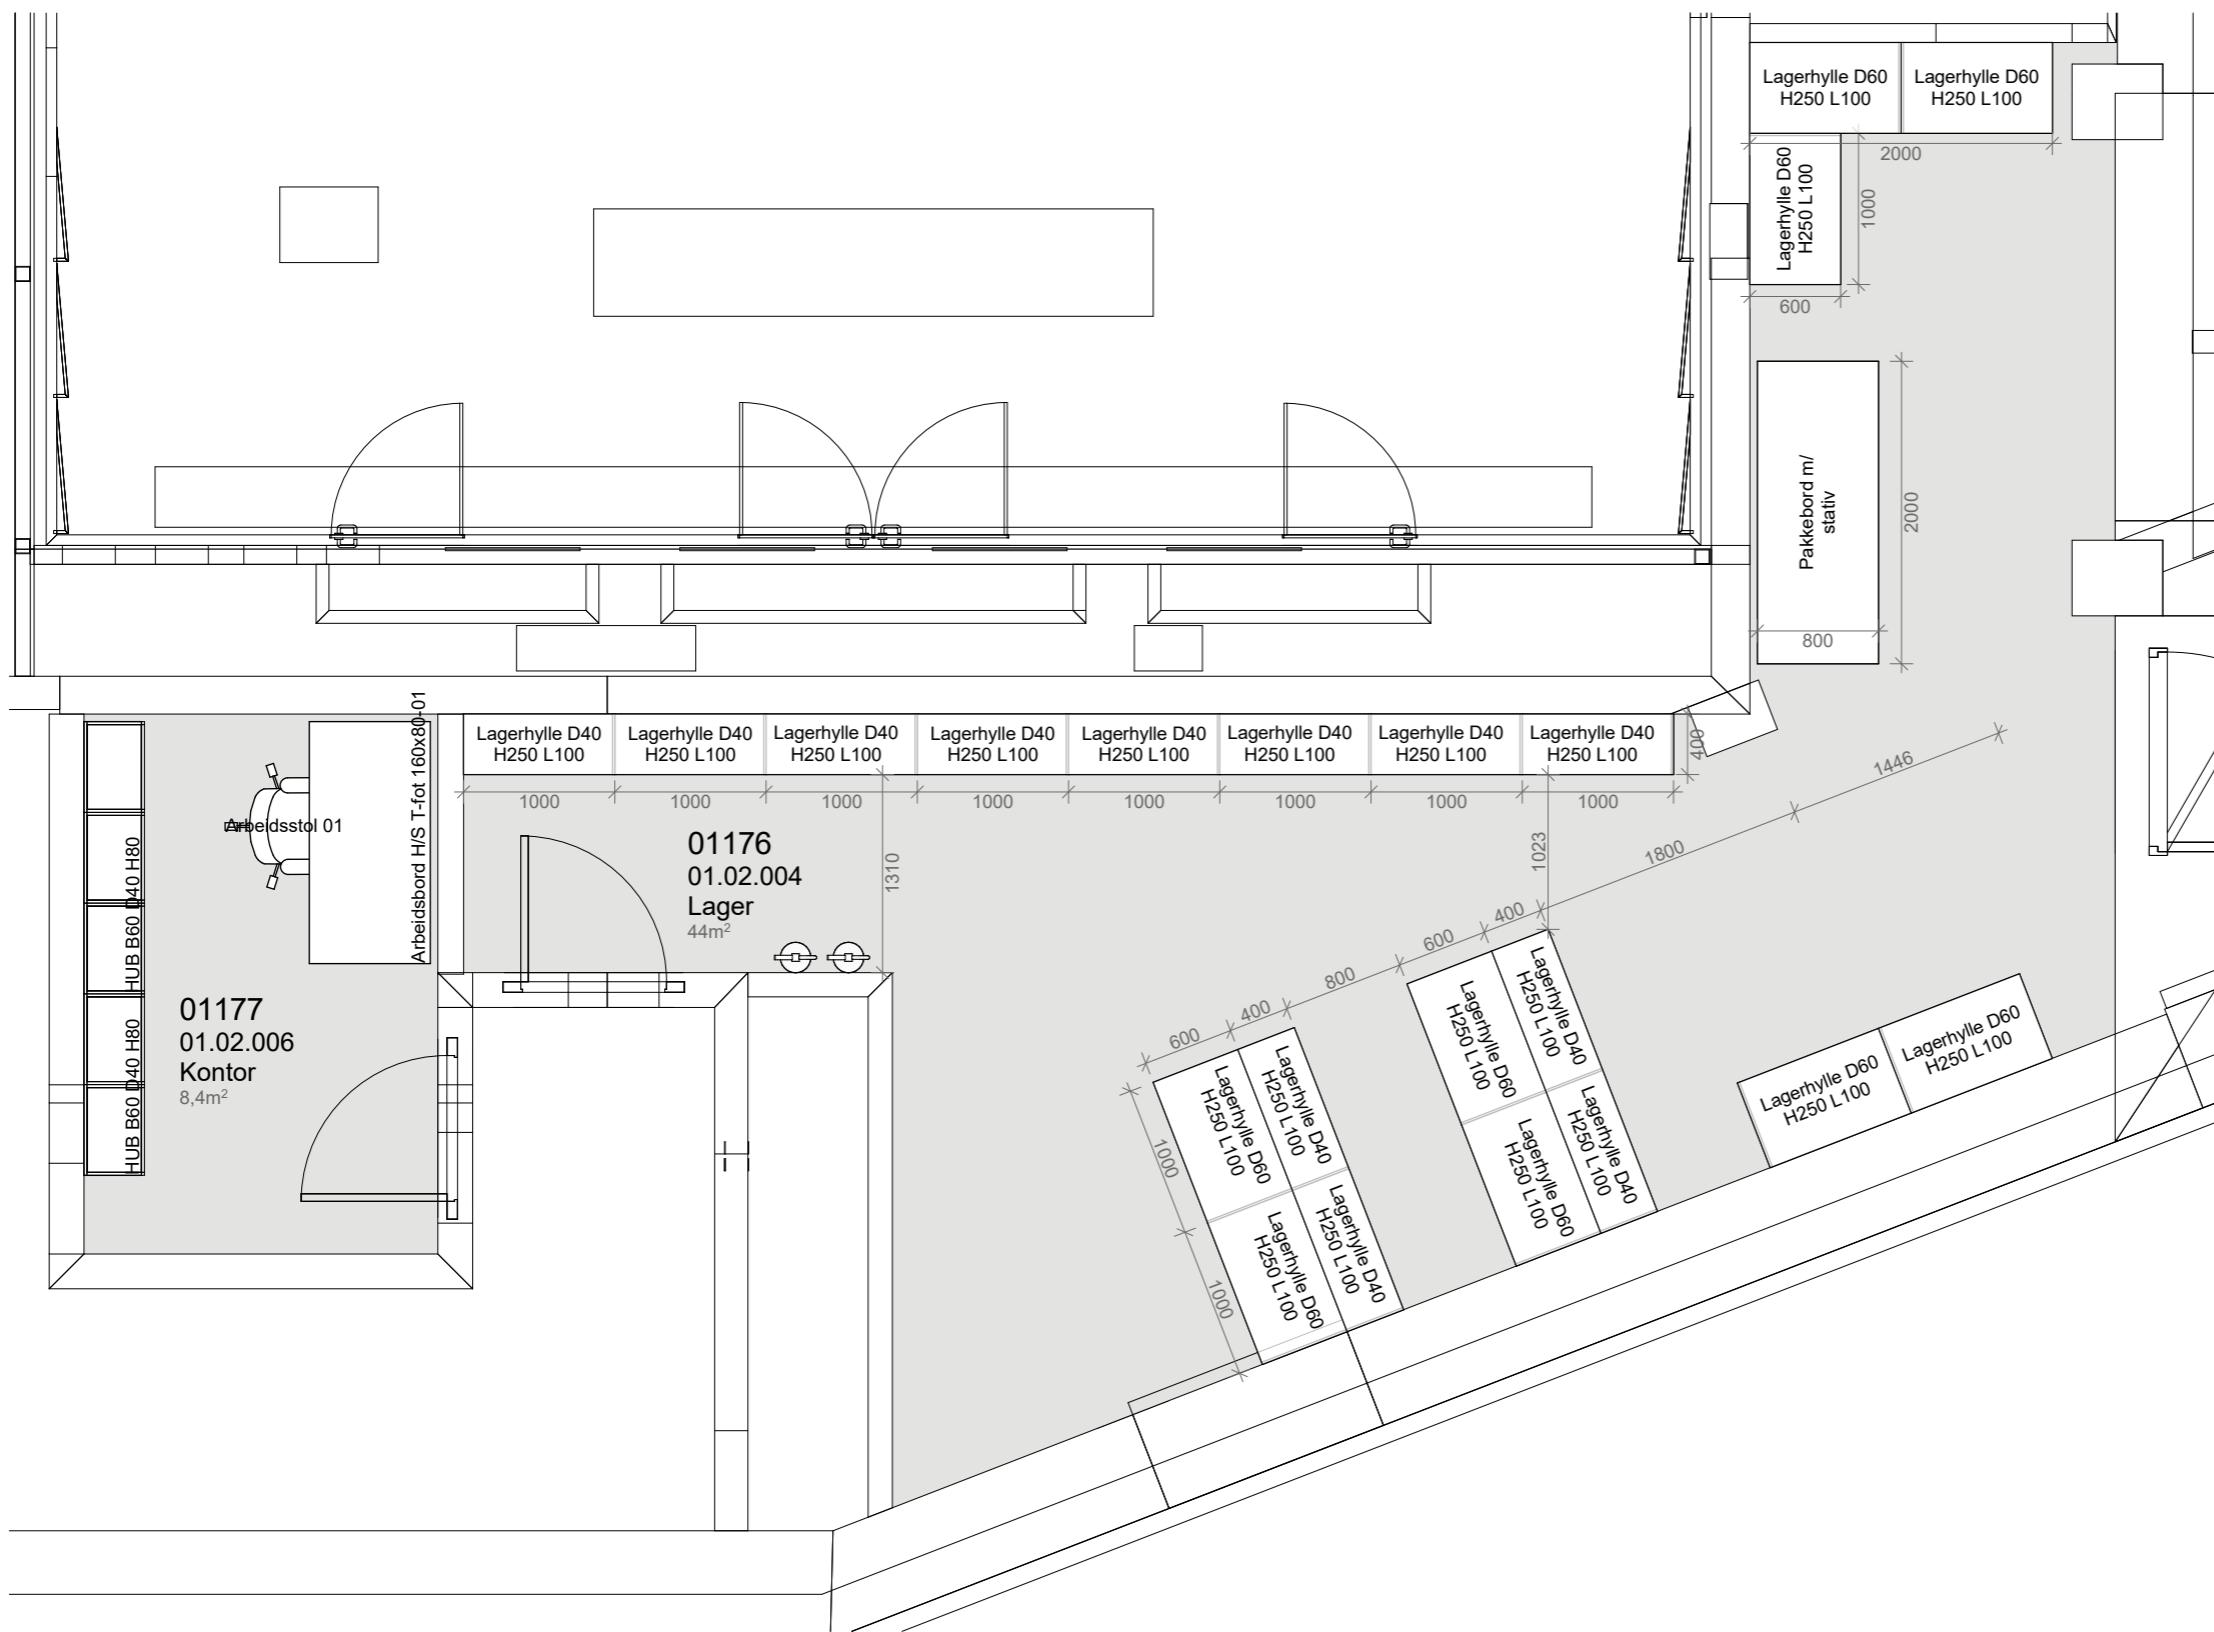 Lagerhylle D60
H250 L100
Lagerhylle D60
H250 L100
2000
Lagerhylle D60
H250 L100
1000
600
Pakkebord m/
stativ
2000
800
Lagerhylle D40
H250 L100
Lagerhylle D40
H250 L100
Lagerhylle D40
H250 L100
Lagerhylle D40
H250 L100
Lagerhylle D40
H250 L100
Lagerhylle D40
H250 L100
Lagerhylle D40
H250 L100
Lagerhylle D40
H250 L100
400
1000
1000
1000
1000
1000
1000
1000
1000
Arbeidsbord H/S T-fot 160x80-01
Arbeidsstol 01
HUB B60 D40 H80
HUB B60 D40 H80
01177
01.02.006
Kontor
8,4m²
01176
01.02.004
Lager
44m²
1310
1023
1446
1800
400
600
800
400
600
1000
1000
Lagerhylle D60
H250 L100
Lagerhylle D40
H250 L100
Lagerhylle D60
H250 L100
Lagerhylle D40
H250 L100
Lagerhylle D60
H250 L100
Lagerhylle D40
H250 L100
Lagerhylle D60
H250 L100
Lagerhylle D40
H250 L100
Lagerhylle D60
H250 L100
Lagerhylle D60
H250 L100